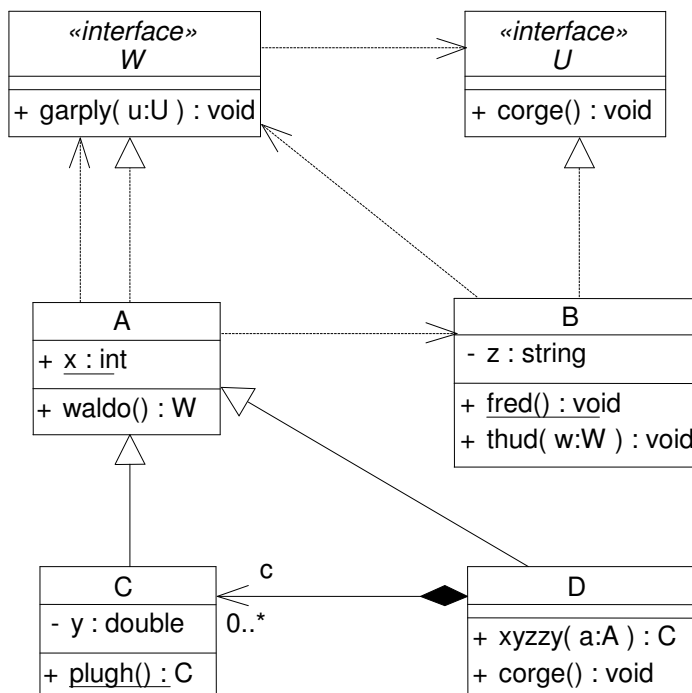 «interface»
W
+ garply( u:U ) : void
«interface»
U
+ corge() : void
A
+ x : int
+ waldo() : W
B
- z : string
+ fred() : void
+ thud( w:W ) : void
C
- y : double
+ plugh() : C
c
0..*
D
+ xyzzy( a:A ) : C
+ corge() : void